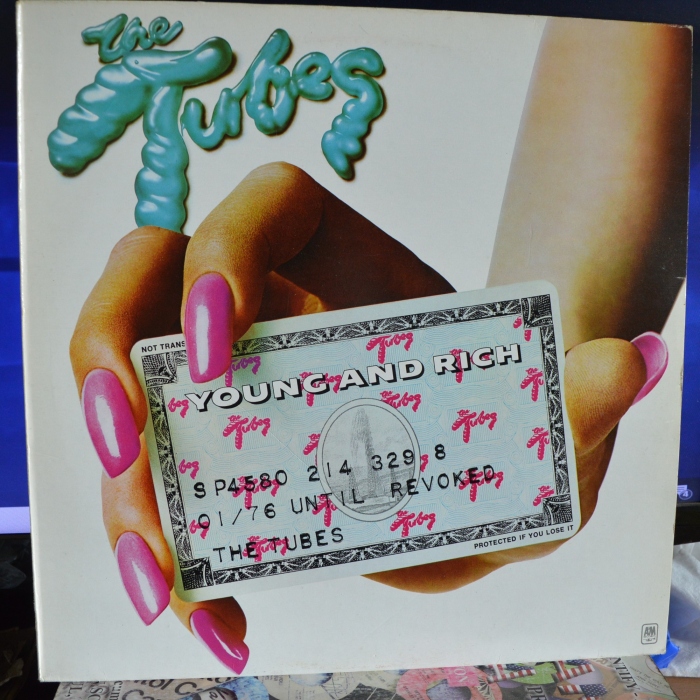 the
Tubes
NOT TRANS
YOUNG AND RICH
SP4580 214 329 8
01/76 UNTIL REVOKED
THE TUBES
PROTECTED IF YOU LOSE IT
A&M